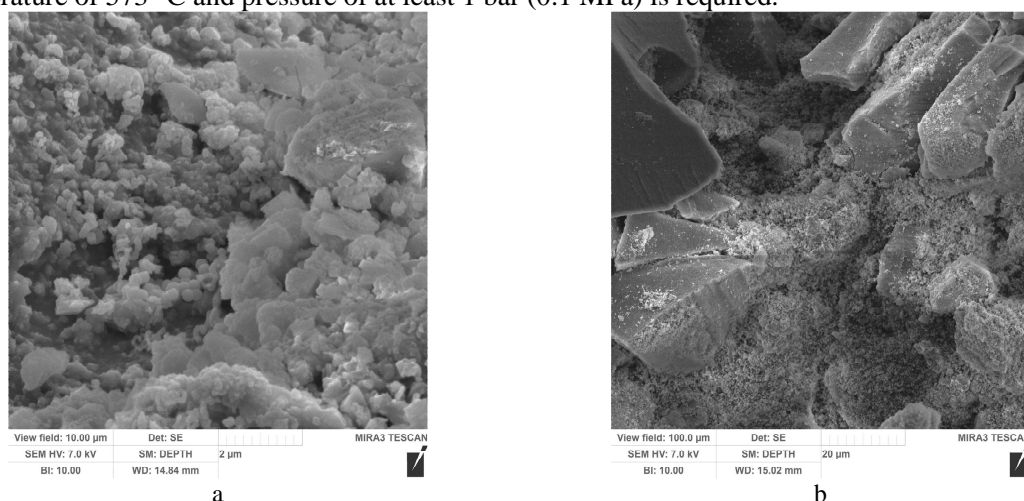 rature of 573 °C and pressure of at least 1 bar (0.1 MPa) is required.
View field: 10.00 µm Det: SE MIRA3 TESCAN
SEM HV: 7.0 kV SM: DEPTH 2 µm
BI: 10.00 WD: 14.84 mm
a
View field: 100.0 µm Det: SE MIRA3 TESCA
SEM HV: 7.0 kV SM: DEPTH 20 µm
BI: 10.00 WD: 15.02 mm
b